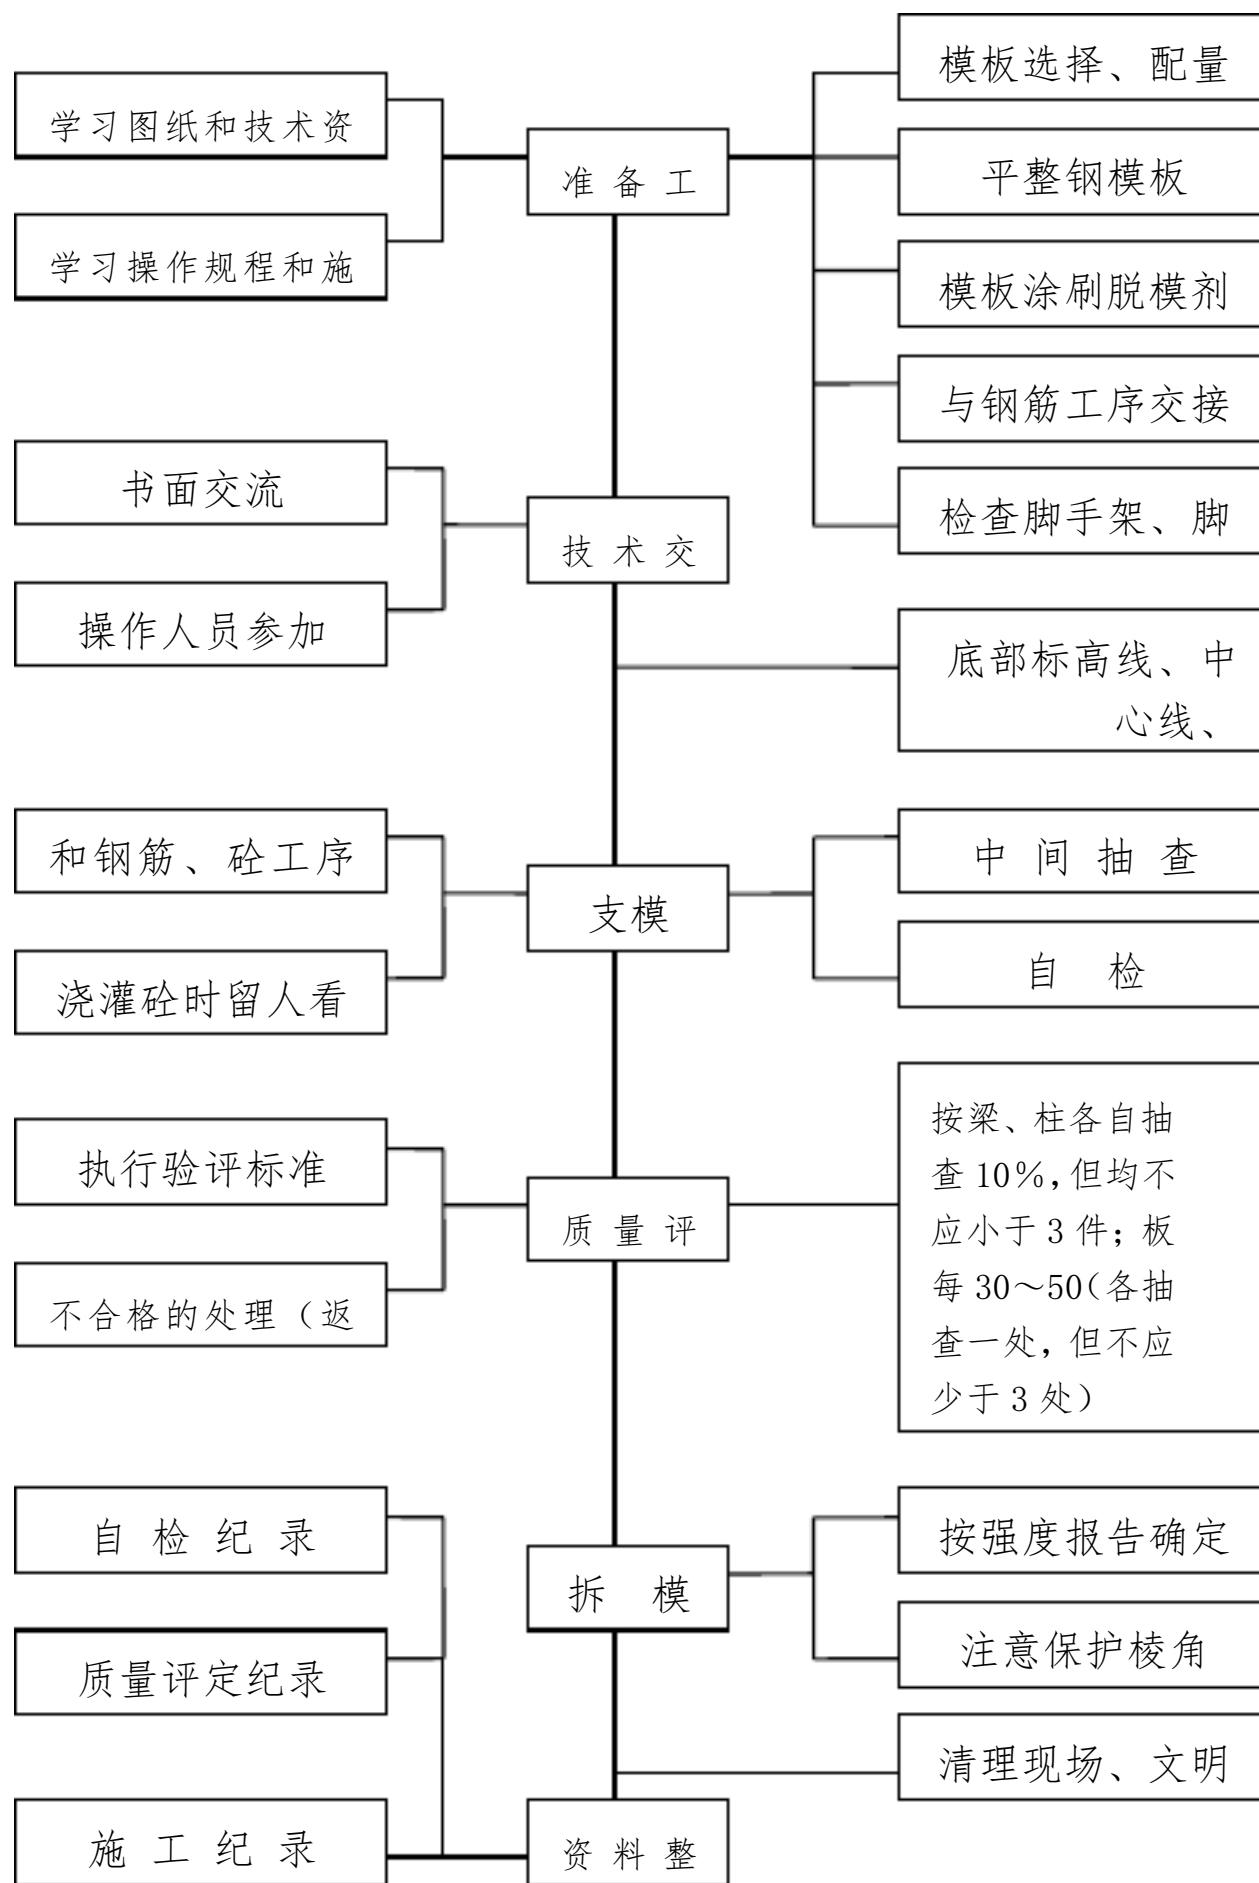 模板选择、配量
学习图纸和技术资
准备工
平整钢模板
学习操作规程和施
模板涂刷脱模剂
与钢筋工序交接
书面交流
技术交
检查脚手架、脚
操作人员参加
底部标高线、中
心线、
和钢筋、砼工序
支模
中间抽查
浇灌砼时留人看
自检
执行验评标准
质量评
按梁、柱各自抽
查10%,但均不
应小于3件;板
每30～50(各抽
查一处,但不应
少于3处)
不合格的处理（返
自检纪录
拆模
按强度报告确定
质量评定纪录
注意保护棱角
清理现场、文明
施工纪录
资料整